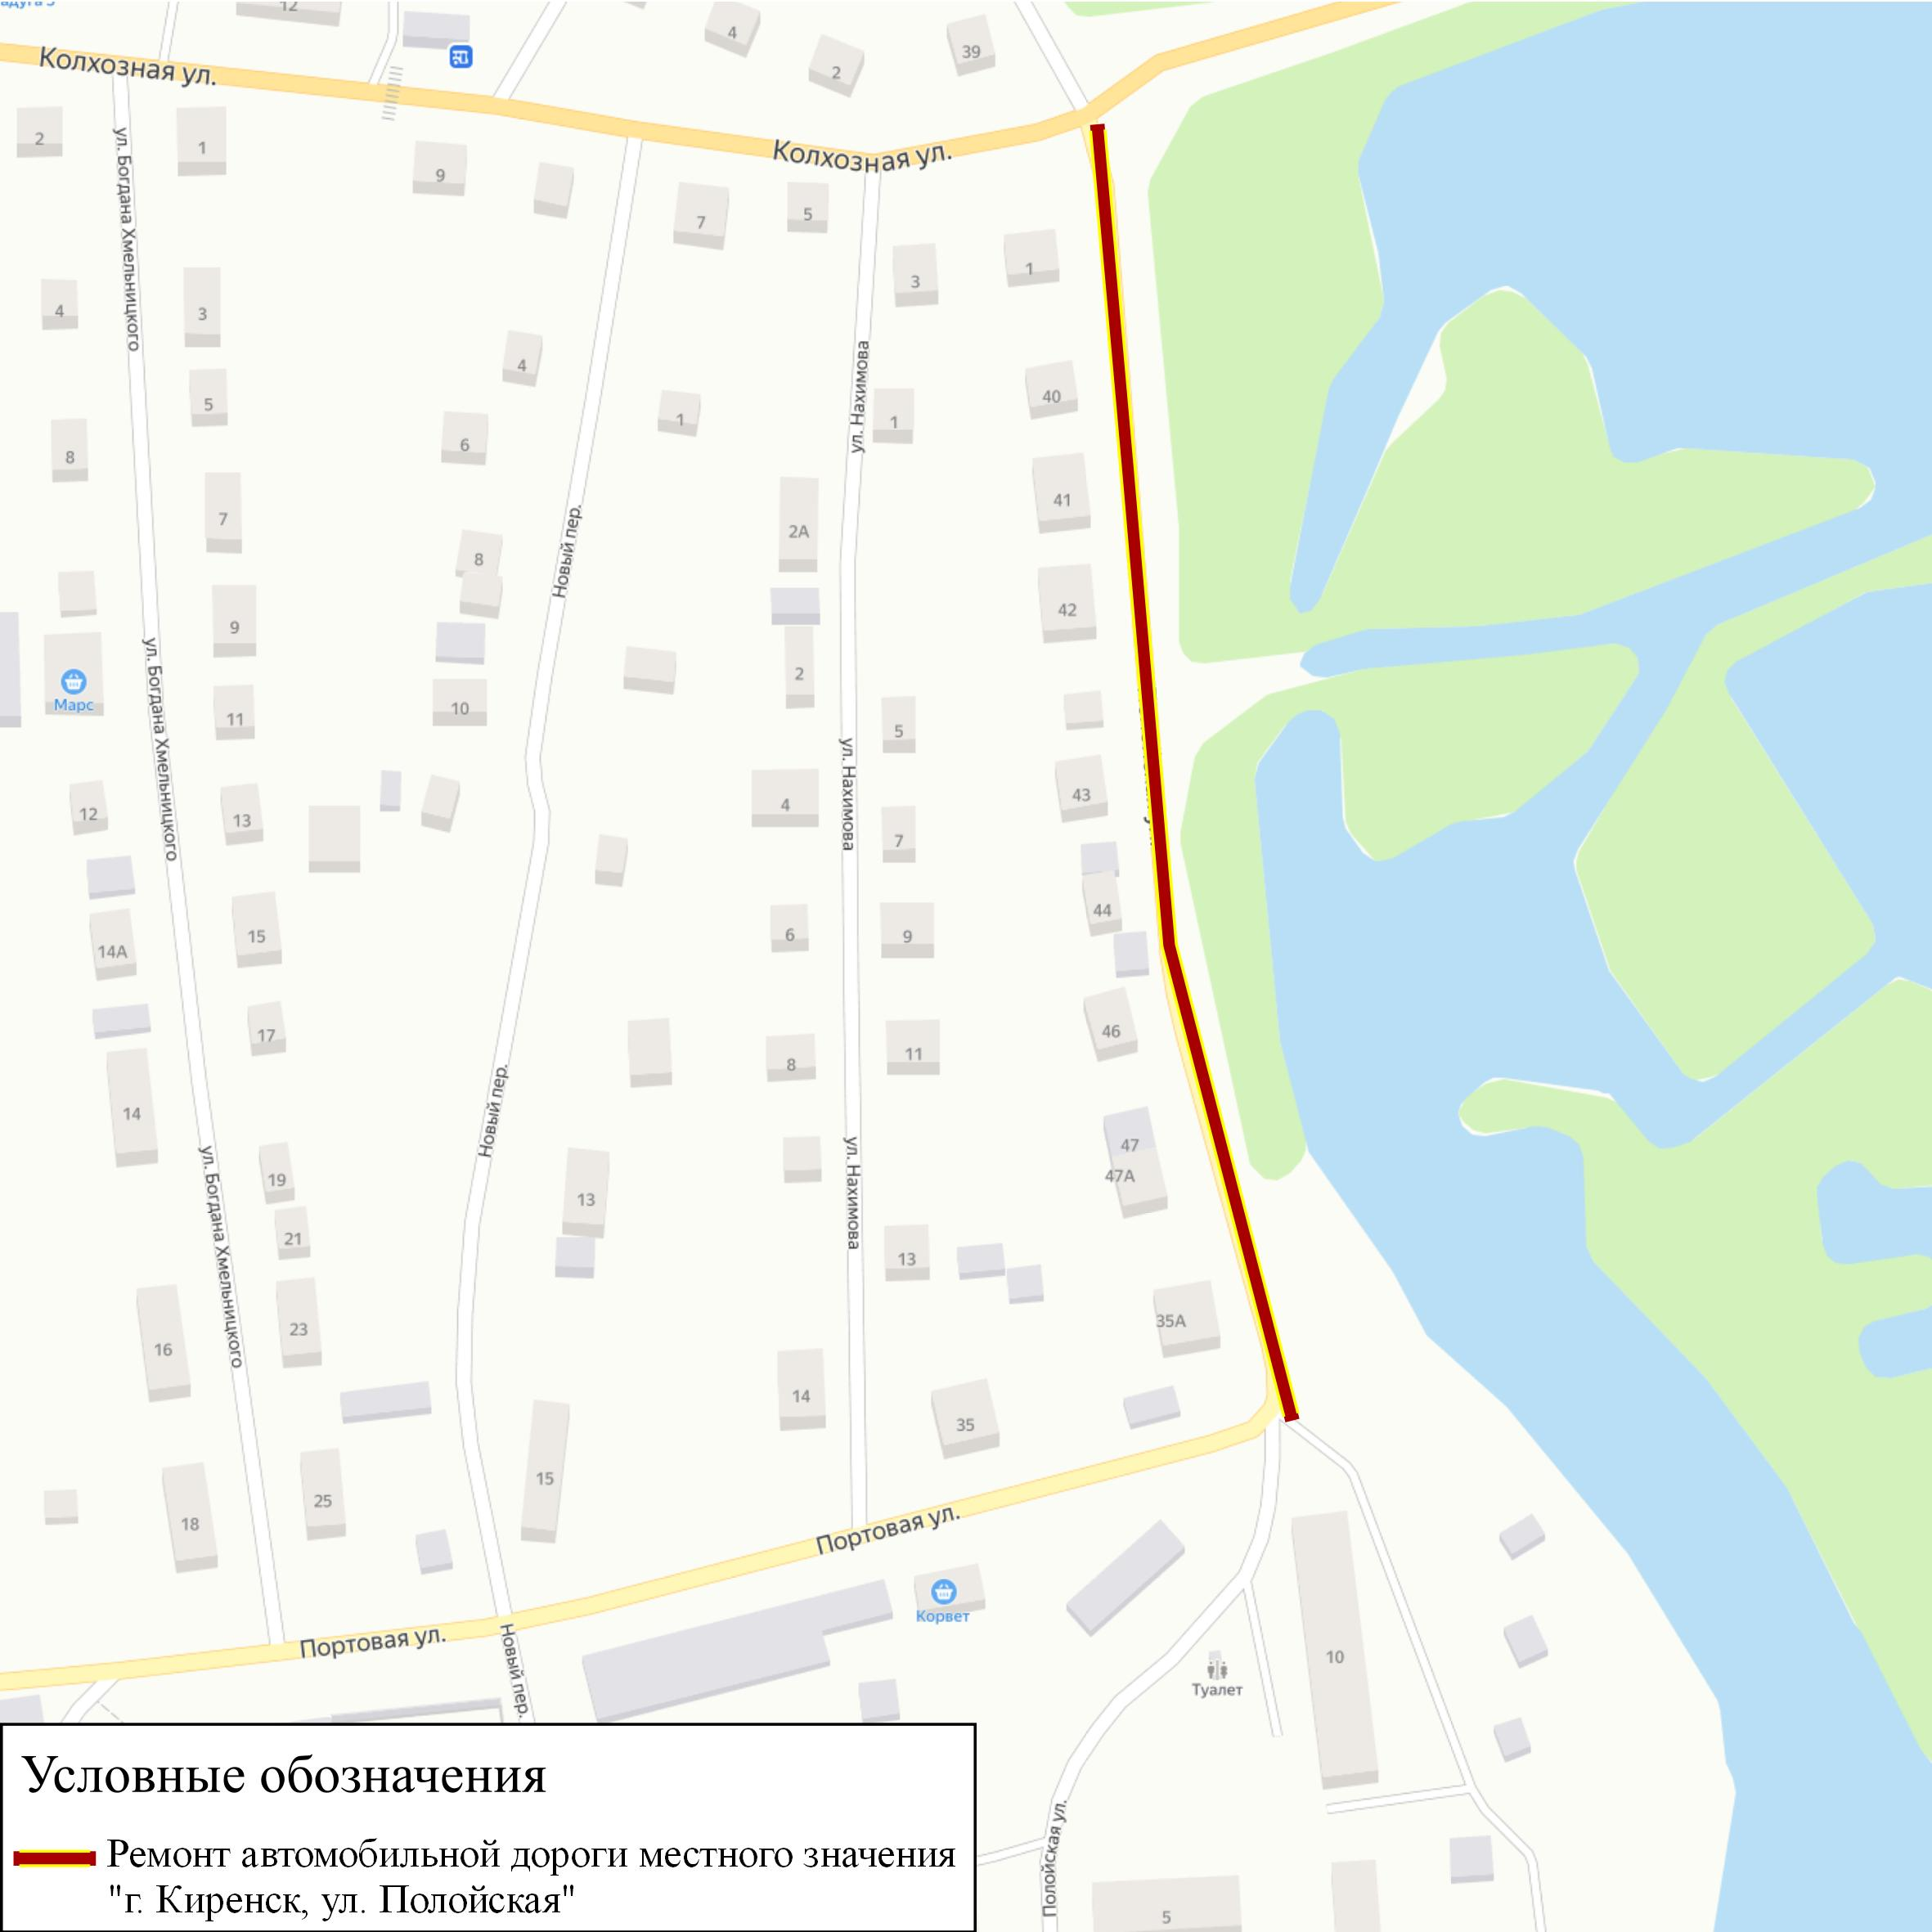 адуга 3
12
4
2
39
Колхозная ул.
Колхозная ул.
2
1
9
7
5
3
1
ул. Богдана Хмельницкого
4
3
4
5
6
1
ул. Нахимова
1
40
8
7
8
Новый пер.
2А
41
42
9
Марс
11
10
2
5
ул. Богдана Хмельницкого
12
13
4
ул. Нахимова
7
43
14А
15
6
9
44
17
8
11
46
14
Новый пер.
47
47А
19
21
13
ул. Нахимова
13
ул. Богдана Хмельницкого
16
23
14
35
35А
18
25
15
Портовая ул.
Портовая ул.
Новый пер.
Корвет
Туалет
10
Полойская ул.
5
Условные обозначения
Ремонт автомобильной дороги местного значения
"г. Киренск, ул. Полойская"